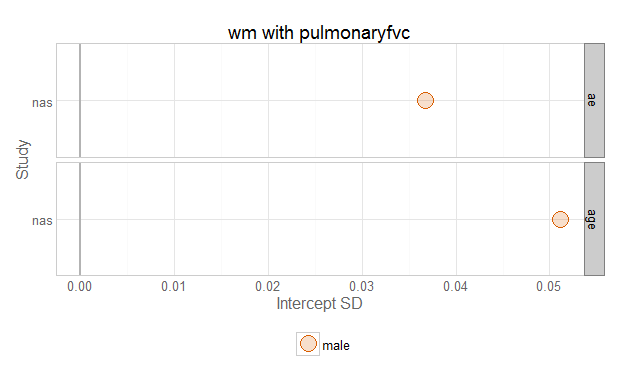 wm with pulmonaryfvc
Study
nas
ae
nas
age
0.00 0.01 0.02 0.03 0.04 0.05
Intercept SD
male